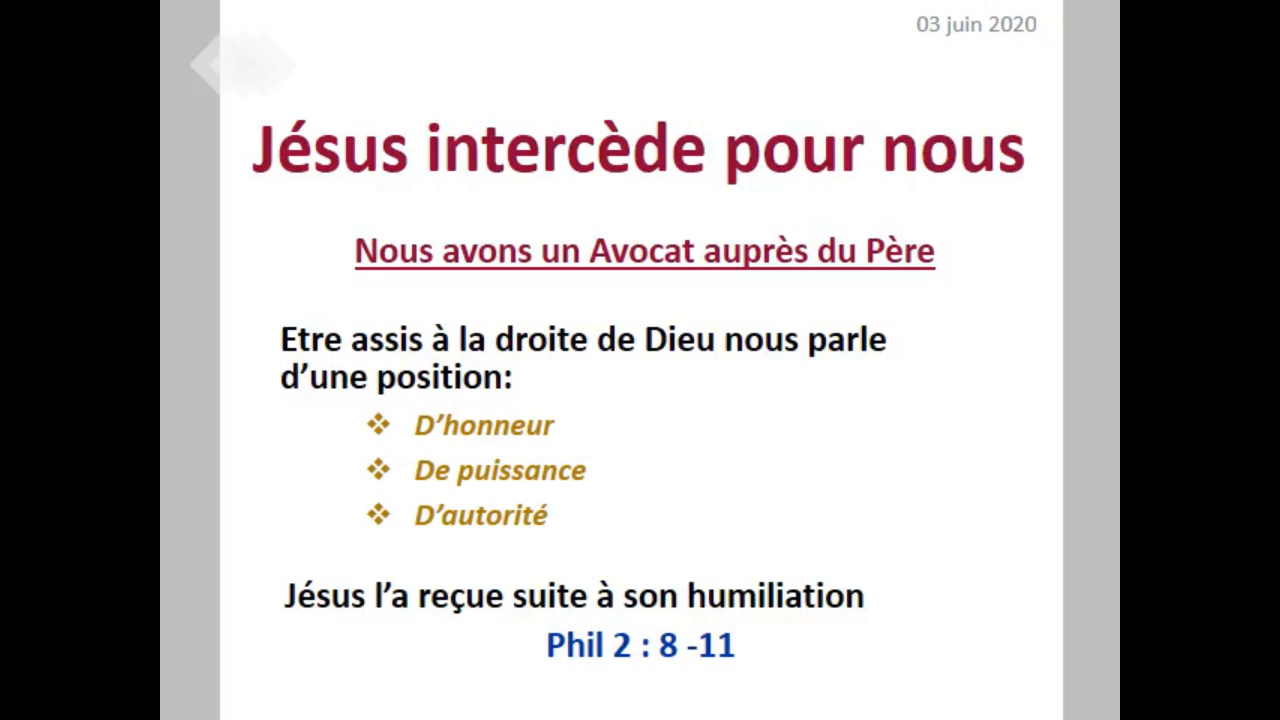 03 juin 2020
Jésus intercède pour nous
Nous avons un Avocat auprès du Père
Etre assis à la droite de Dieu nous parle
d’une position:
❖ D’honneur
❖ De puissance
❖ D’autorité
Jésus l’a reçue suite à son humiliation
Phil 2 : 8 -11